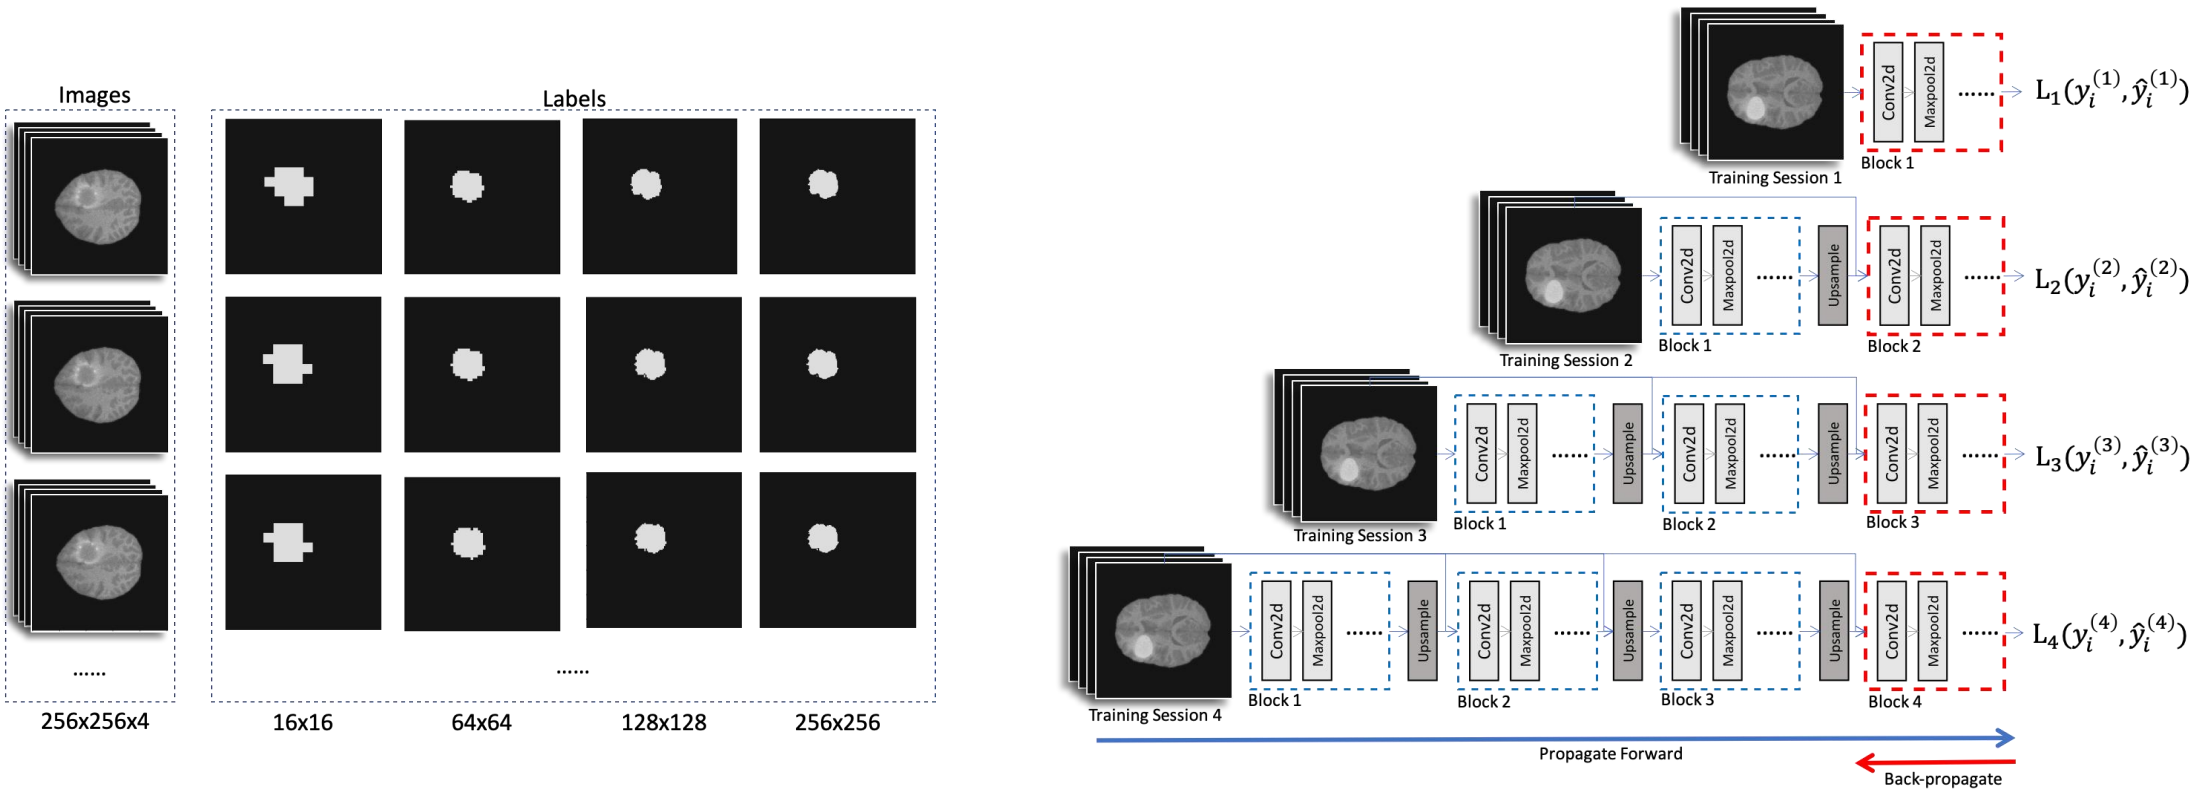 Images
Labels
......
......
256x256x4
16x16
64x64
128x128
256x256
Conv2d
Maxpool2d
......
L₁(yᵢ⁽¹⁾, ŷᵢ⁽¹⁾)
Block 1
Training Session 1
Conv2d
Maxpool2d
......
Upsample
Conv2d
Maxpool2d
......
L₂(yᵢ⁽²⁾, ŷᵢ⁽²⁾)
Block 1
Block 2
Training Session 2
Conv2d
Maxpool2d
......
Upsample
Conv2d
Maxpool2d
......
Upsample
Conv2d
Maxpool2d
......
L₃(yᵢ⁽³⁾, ŷᵢ⁽³⁾)
Block 1
Block 2
Block 3
Training Session 3
Conv2d
Maxpool2d
......
Upsample
Conv2d
Maxpool2d
......
Upsample
Conv2d
Maxpool2d
......
Upsample
Conv2d
Maxpool2d
......
L₄(yᵢ⁽⁴⁾, ŷᵢ⁽⁴⁾)
Block 1
Block 2
Block 3
Block 4
Training Session 4
Propagate Forward
Back-propagate